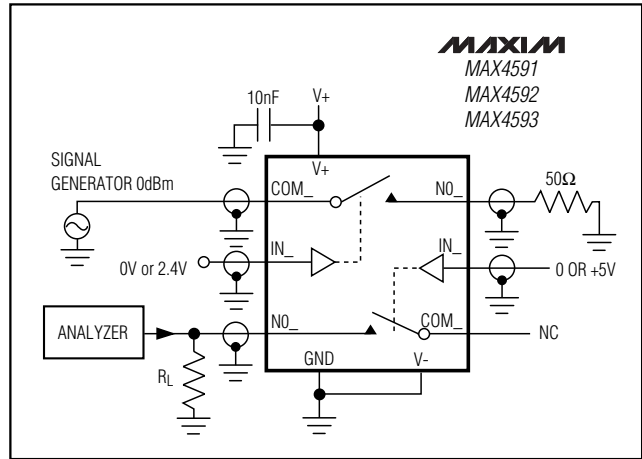 MAXIM
MAX4591
MAX4592
MAX4593
10nF
V+
V+
SIGNAL
GENERATOR 0dBm
COM_
N0_
50Ω
0V or 2.4V
IN_
IN_
0 OR +5V
ANALYZER
N0_
COM_
NC
RL
GND
V-